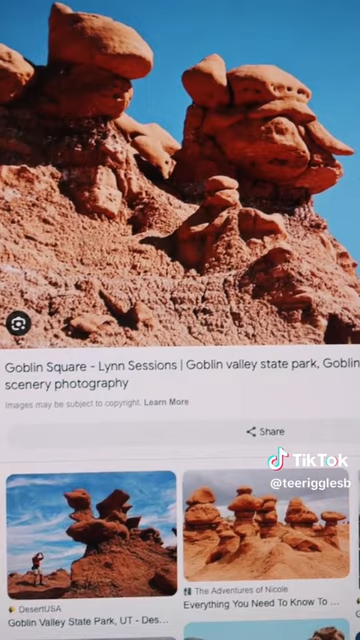 Goblin Square - Lynn Sessions | Goblin valley state park, Goblin
scenery photography
Images may be subject to copyright. Learn More
Share
TikTok
@teerigglesb
The Adventures of Nicole
DesertUSA
Everything You Need To Know To ...
Goblin Valley State Park, UT - Des...